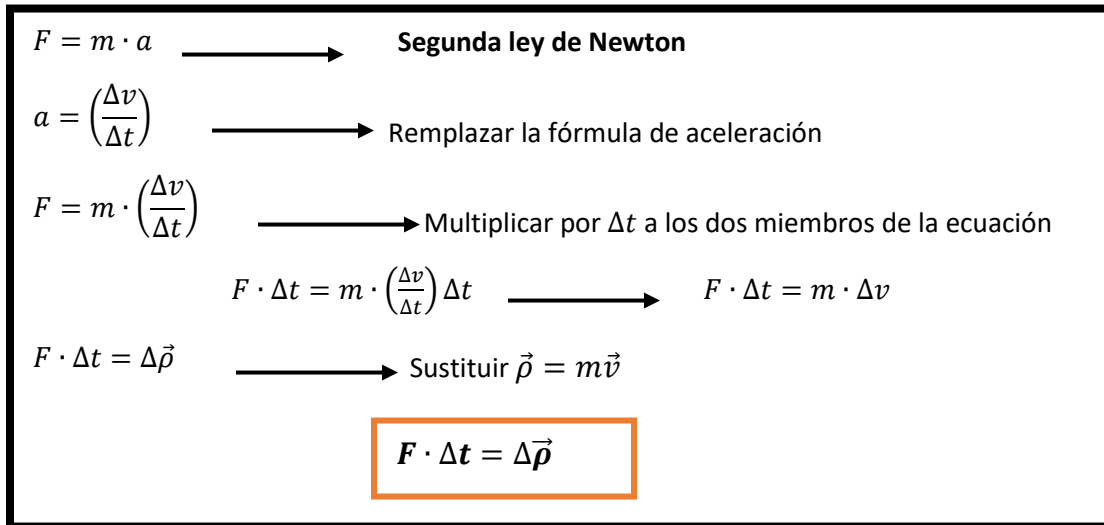 F = m · a → Segunda ley de Newton
a = (Δv/Δt) → Remplazar la fórmula de aceleración
F = m · (Δv/Δt) → Multiplicar por Δt a los dos miembros de la ecuación
F · Δt = m · (Δv/Δt) Δt → F · Δt = m · Δv
F · Δt = Δρ⃗ → Sustituir ρ⃗ = mv⃗
F · Δt = Δρ⃗